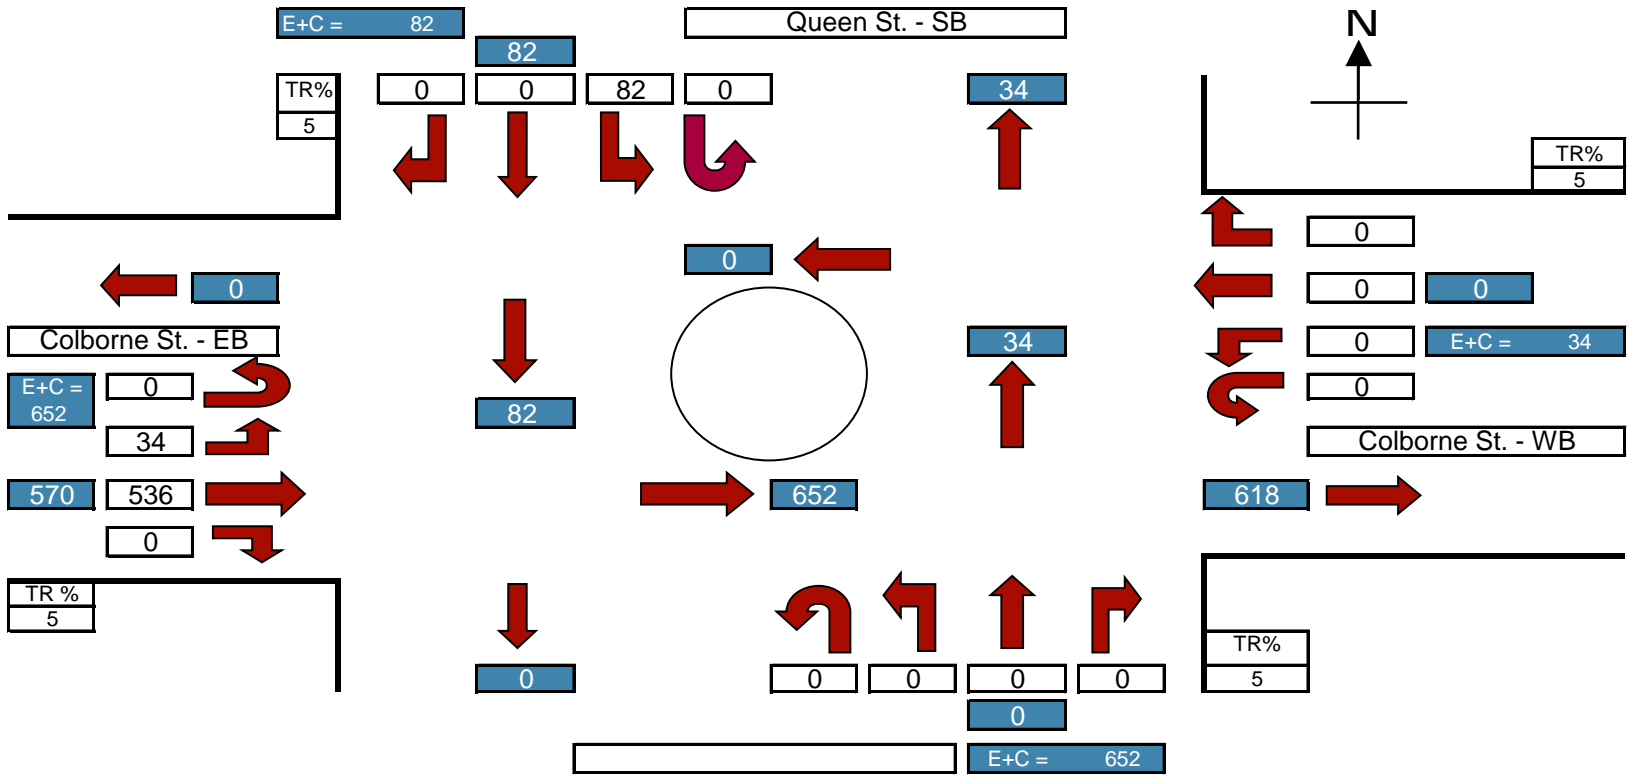 E+C = 82
Queen St. - SB
N
82
TR%
0 0 82 0
34
5
TR%
5
0
0
0
0 0
Colborne St. - EB
34
0 E+C = 34
E+C =
652
0
0
82
34
Colborne St. - WB
570 536
652
618
0
TR %
5
TR%
0
0 0 0 0
5
0
E+C = 652